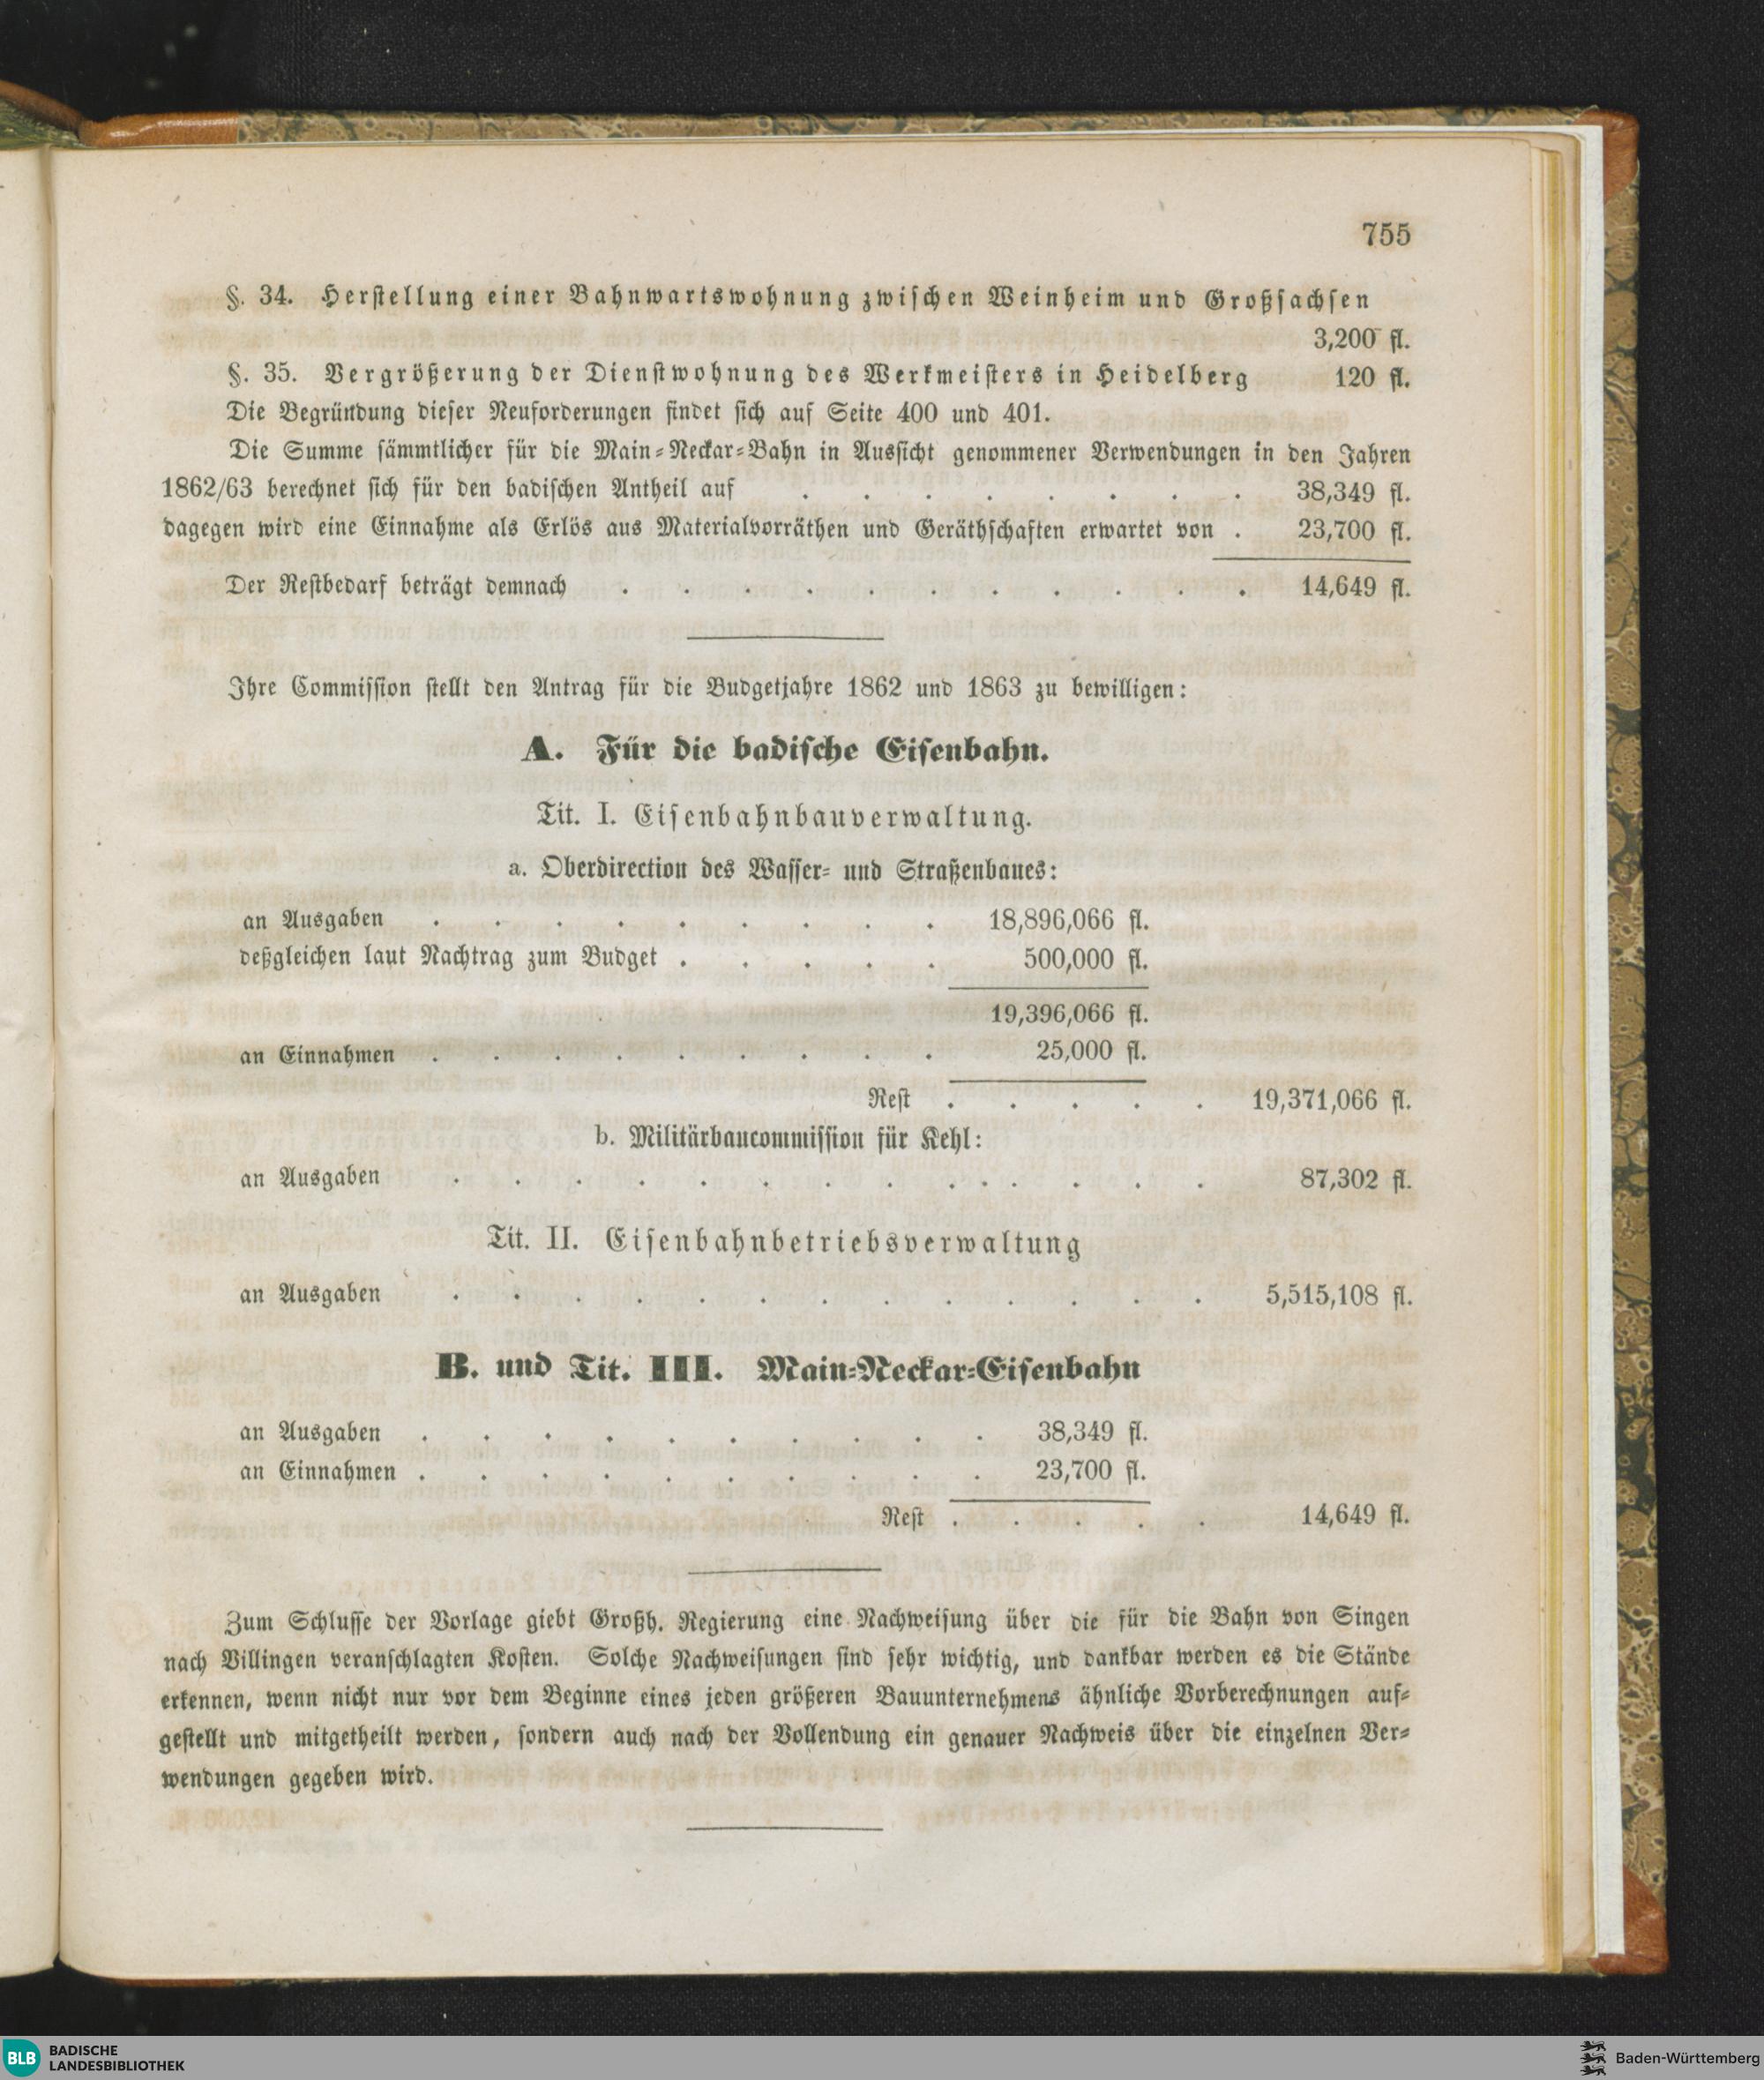 755
§. 34. Herstellung einer Bahnwartswohnung zwischen Weinheim und Großsachsen
3,200 fl.
§. 35. Vergrößerung der Dienstwohnung des Werkmeisters in Heidelberg 120 fl.
Die Begründung dieser Neuforderungen findet sich auf Seite 400 und 401.
Die Summe sämmtlicher für die Main-Neckar-Bahn in Aussicht genommener Verwendungen in den Jahren
1862/63 berechnet sich für den badischen Antheil auf . . . . . . . . 38,349 fl.
dagegen wird eine Einnahme als Erlös aus Materialvorräthen und Geräthschaften erwartet von . 23,700 fl.
Der Restbedarf beträgt demnach . . . . . . . . . . . 14,649 fl.
Ihre Commission stellt den Antrag für die Budgetjahre 1862 und 1863 zu bewilligen:
A. Für die badische Eisenbahn.
Tit. I. Eisenbahnbauverwaltung.
a. Oberdirection des Wasser- und Straßenbaues:
an Ausgaben . . . . . . . . . 18,896,066 fl.
deßgleichen laut Nachtrag zum Budget . . . . . 500,000 fl.
19,396,066 fl.
an Einnahmen . . . . . . . . . 25,000 fl.
Rest . . . . . 19,371,066 fl.
b. Militärbaucommission für Kehl:
an Ausgaben . . . . . . . . . . . . . . . 87,302 fl.
Tit. II. Eisenbahnbetriebsverwaltung
an Ausgaben . . . . . . . . . . . . . 5,515,108 fl.
B. und Tit. III. Main-Neckar-Eisenbahn
an Ausgaben . . . . . . . . . . 38,349 fl.
an Einnahmen . . . . . . . . . . 23,700 fl.
Rest . . . . . 14,649 fl.
Zum Schlusse der Vorlage giebt Großh. Regierung eine Nachweisung über die für die Bahn von Singen
nach Villingen veranschlagten Kosten. Solche Nachweisungen sind sehr wichtig, und dankbar werden es die Stände
erkennen, wenn nicht nur vor dem Beginne eines jeden größeren Bauunternehmens ähnliche Vorberechnungen auf-
gestellt und mitgetheilt werden, sondern auch nach der Vollendung ein genauer Nachweis über die einzelnen Ver-
wendungen gegeben wird.
BLB BADISCHE
LANDESBIBLIOTHEK
Baden-Württemberg